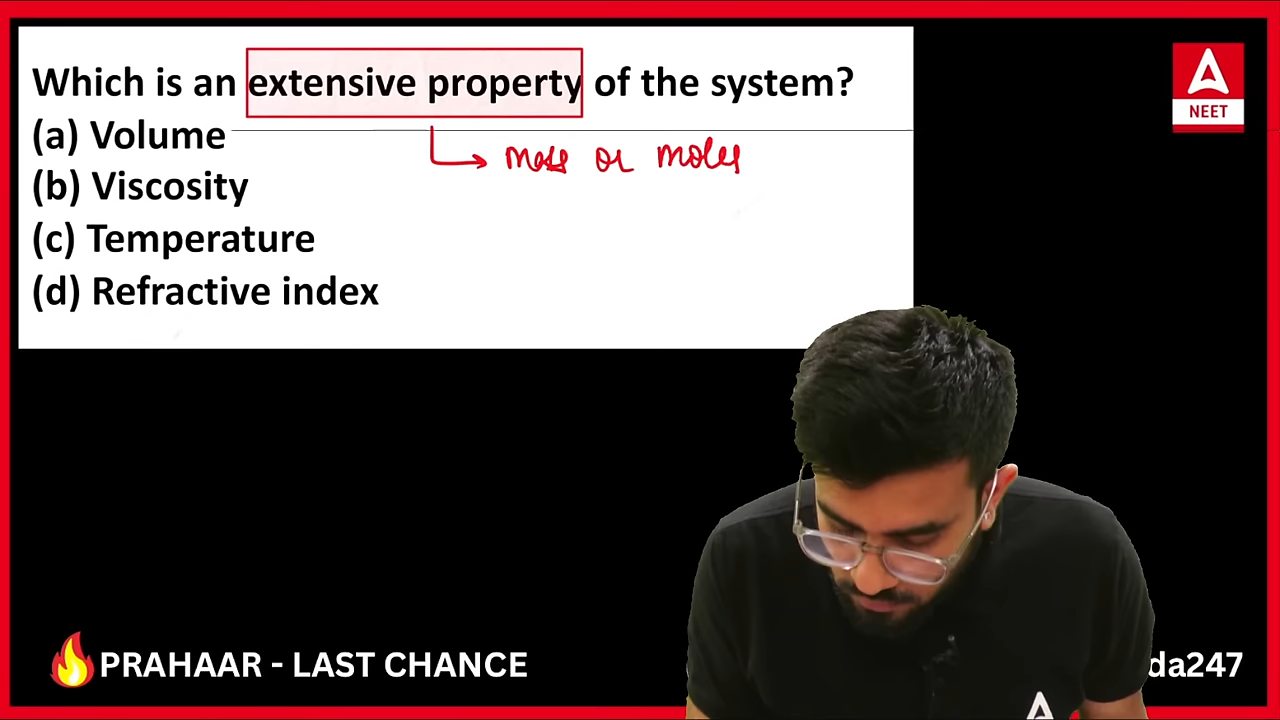 Which is an extensive property of the system?
(a) Volume
mass or moles
(b) Viscosity
(c) Temperature
(d) Refractive index
NEET
PRAHAAR - LAST CHANCE
da247